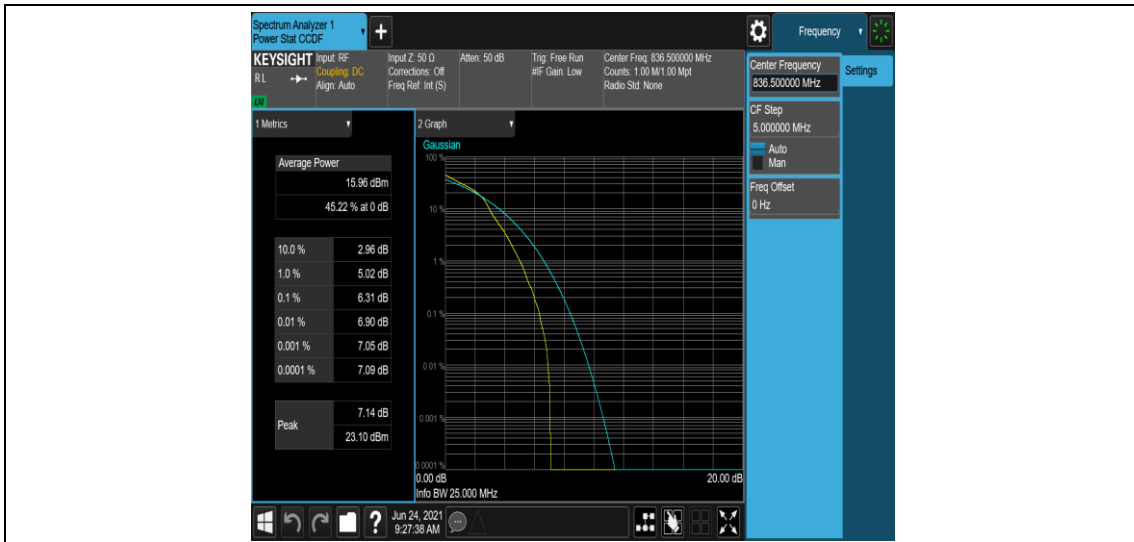 Spectrum Analyzer 1
Power Stat CCDF
Frequency
KEYSIGHT
RL
LXI
Input: RF
Coupling: DC
Align: Auto
Input Z: 50 Ω
Corrections: Off
Freq Ref: Int (S)
Atten: 50 dB
Trig: Free Run
#IF Gain: Low
Center Freq: 836.500000 MHz
Counts: 1.00 M/1.00 Mpt
Radio Std: None
Center Frequency
836.500000 MHz
Settings
CF Step
5.000000 MHz
Auto
Man
Freq Offset
0 Hz
1 Metrics
Average Power
15.96 dBm
45.22 % at 0 dB
10.0 % 2.96 dB
1.0 % 5.02 dB
0.1 % 6.31 dB
0.01 % 6.90 dB
0.001 % 7.05 dB
0.0001 % 7.09 dB
Peak
7.14 dB
23.10 dBm
2 Graph
Gaussian
100 %
10 %
1 %
0.1 %
0.01 %
0.001 %
0.0001 %
0.00 dB 20.00 dB
Info BW 25.000 MHz
?
Jun 24, 2021
9:27:38 AM